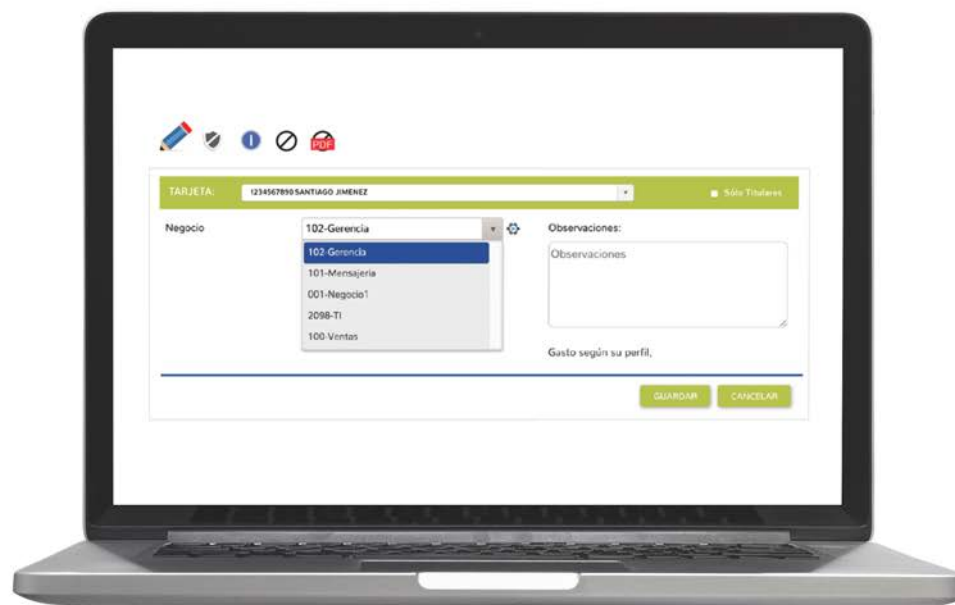 PDF
TARJETA: 1234567890 SANTIAGO JIMENEZ Sólo Titulares
Negocio 102-Gerencia Observaciones:
102-Gerencia Observaciones
101-Mensajeria
001-Negocio1
2098-TI
100-Ventas
Gasto según su perfil,
GUARDAR CANCELAR